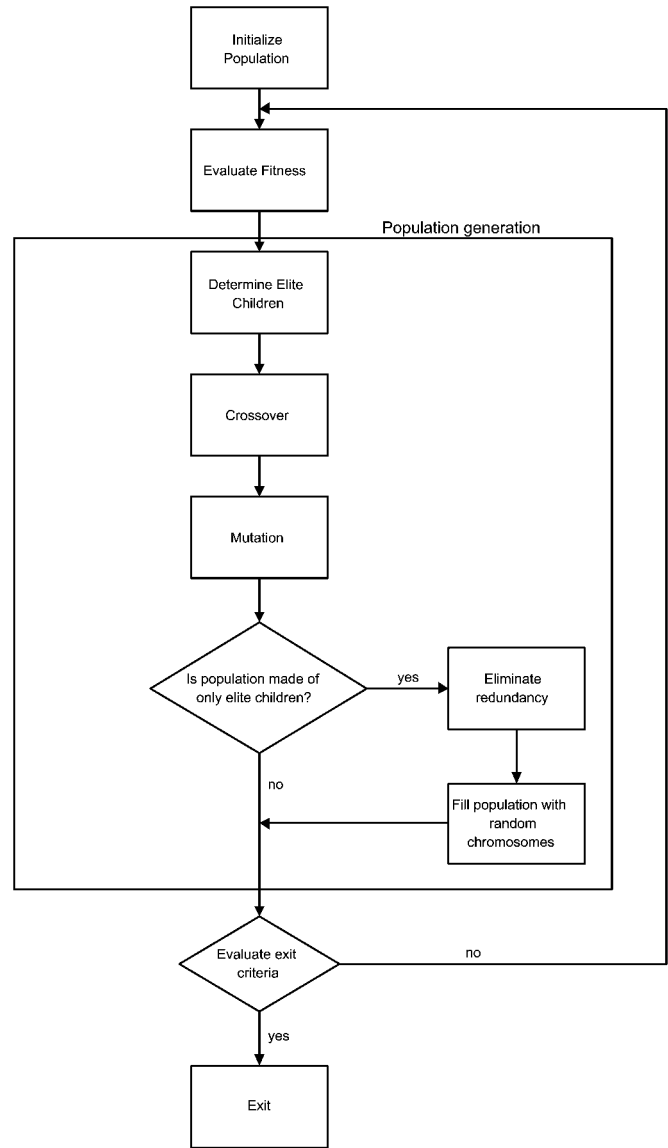 Initialize
Population
Evaluate Fitness
Population generation
Determine Elite
Children
Crossover
Mutation
Is population made of
only elite children?
yes
Eliminate
redundancy
no
Fill population with
random
chromosomes
Evaluate exit
criteria
no
yes
Exit